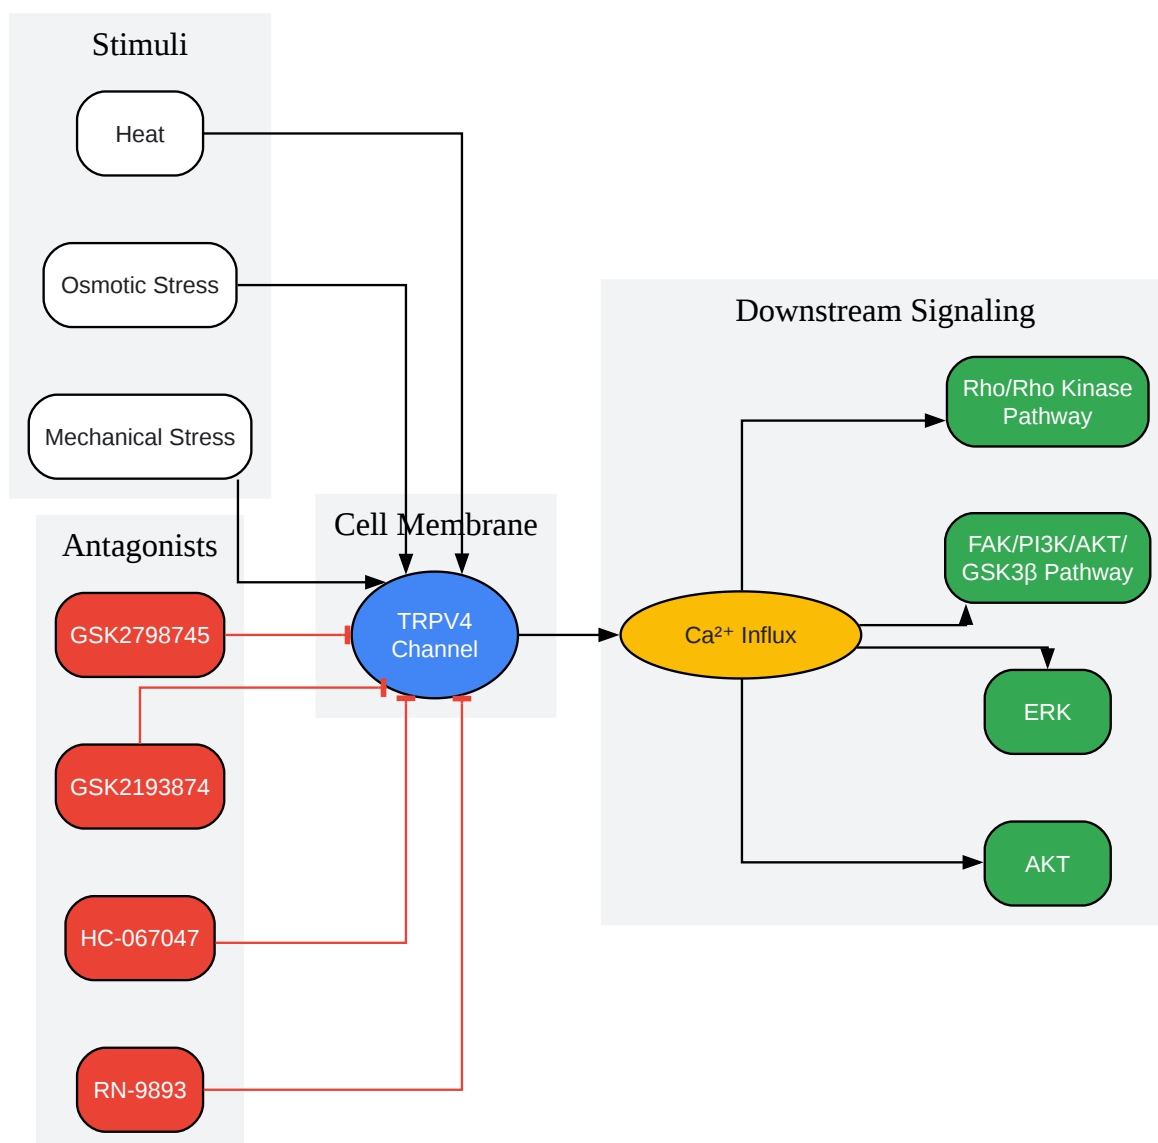 Stimuli
Heat
Osmotic Stress
Mechanical Stress
Antagonists
GSK2798745
GSK2193874
HC-067047
RN-9893
Cell Membrane
TRPV4
Channel
Downstream Signaling
Ca²⁺ Influx
Rho/Rho Kinase
Pathway
FAK/PI3K/AKT/
GSK3β Pathway
ERK
AKT